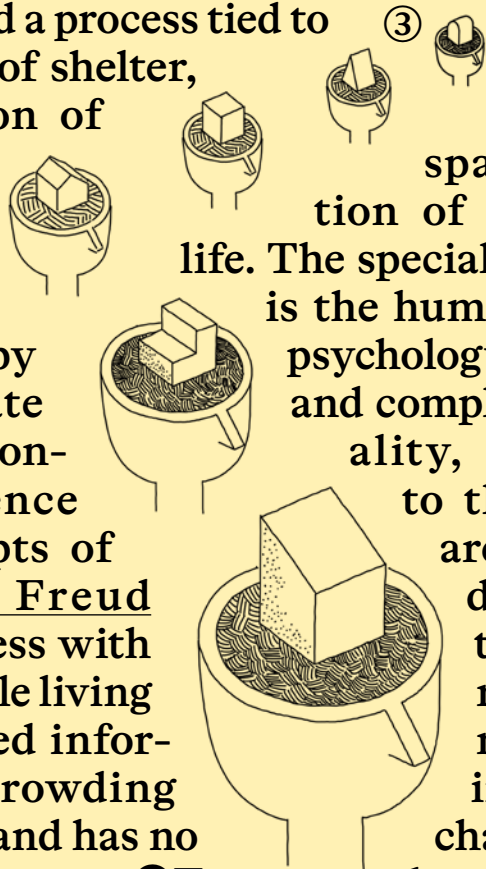 d a process tied to ③
of shelter,
on of
spa
tion of
life. The special
is the hum
by psycholog
ate and compl
on- ality,
ence to th
pts of are
Freud d
ess with t
le living
ed infor-
rowding i
and has no cha